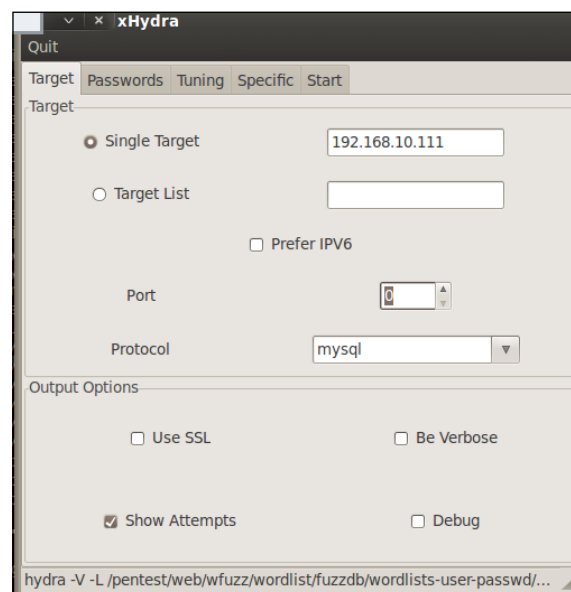 xHydra
Quit
Target Passwords Tuning Specific Start
Target
Single Target 192.168.10.111
Target List
Prefer IPV6
Port 0
Protocol mysql
Output Options
Use SSL Be Verbose
Show Attempts Debug
hydra -V -L /pentest/web/wfuzz/wordlist/fuzzdb/wordlists-user-passwd/...